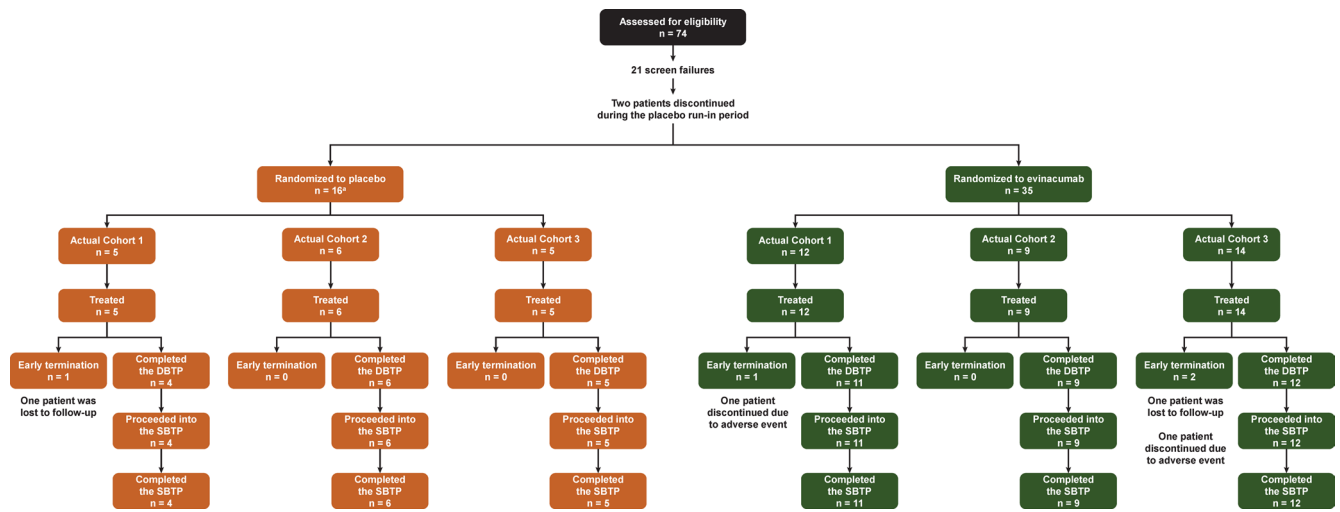 Assessed for eligibility
n = 74
21 screen failures
Two patients discontinued
during the placebo run-in period
Randomized to placebo
n = 16ᵃ
Randomized to evinacumab
n = 35
Actual Cohort 1
n = 5
Actual Cohort 2
n = 6
Actual Cohort 3
n = 5
Actual Cohort 1
n = 12
Actual Cohort 2
n = 9
Actual Cohort 3
n = 14
Treated
n = 5
Treated
n = 6
Treated
n = 5
Treated
n = 12
Treated
n = 9
Treated
n = 14
Early termination
n = 1
Completed
the DBTP
n = 4
Early termination
n = 0
Completed
the DBTP
n = 6
Early termination
n = 0
Completed
the DBTP
n = 5
Early termination
n = 1
Completed
the DBTP
n = 11
Early termination
n = 0
Completed
the DBTP
n = 9
Early termination
n = 2
Completed
the DBTP
n = 12
One patient was
lost to follow-up
Proceeded into
the SBTP
n = 4
Proceeded into
the SBTP
n = 6
Proceeded into
the SBTP
n = 5
One patient
discontinued due
to adverse event
Proceeded into
the SBTP
n = 11
Proceeded into
the SBTP
n = 9
One patient was
lost to follow-up
One patient
discontinued due
to adverse event
Proceeded into
the SBTP
n = 12
Completed
the SBTP
n = 4
Completed
the SBTP
n = 6
Completed
the SBTP
n = 5
Completed
the SBTP
n = 11
Completed
the SBTP
n = 9
Completed
the SBTP
n = 12